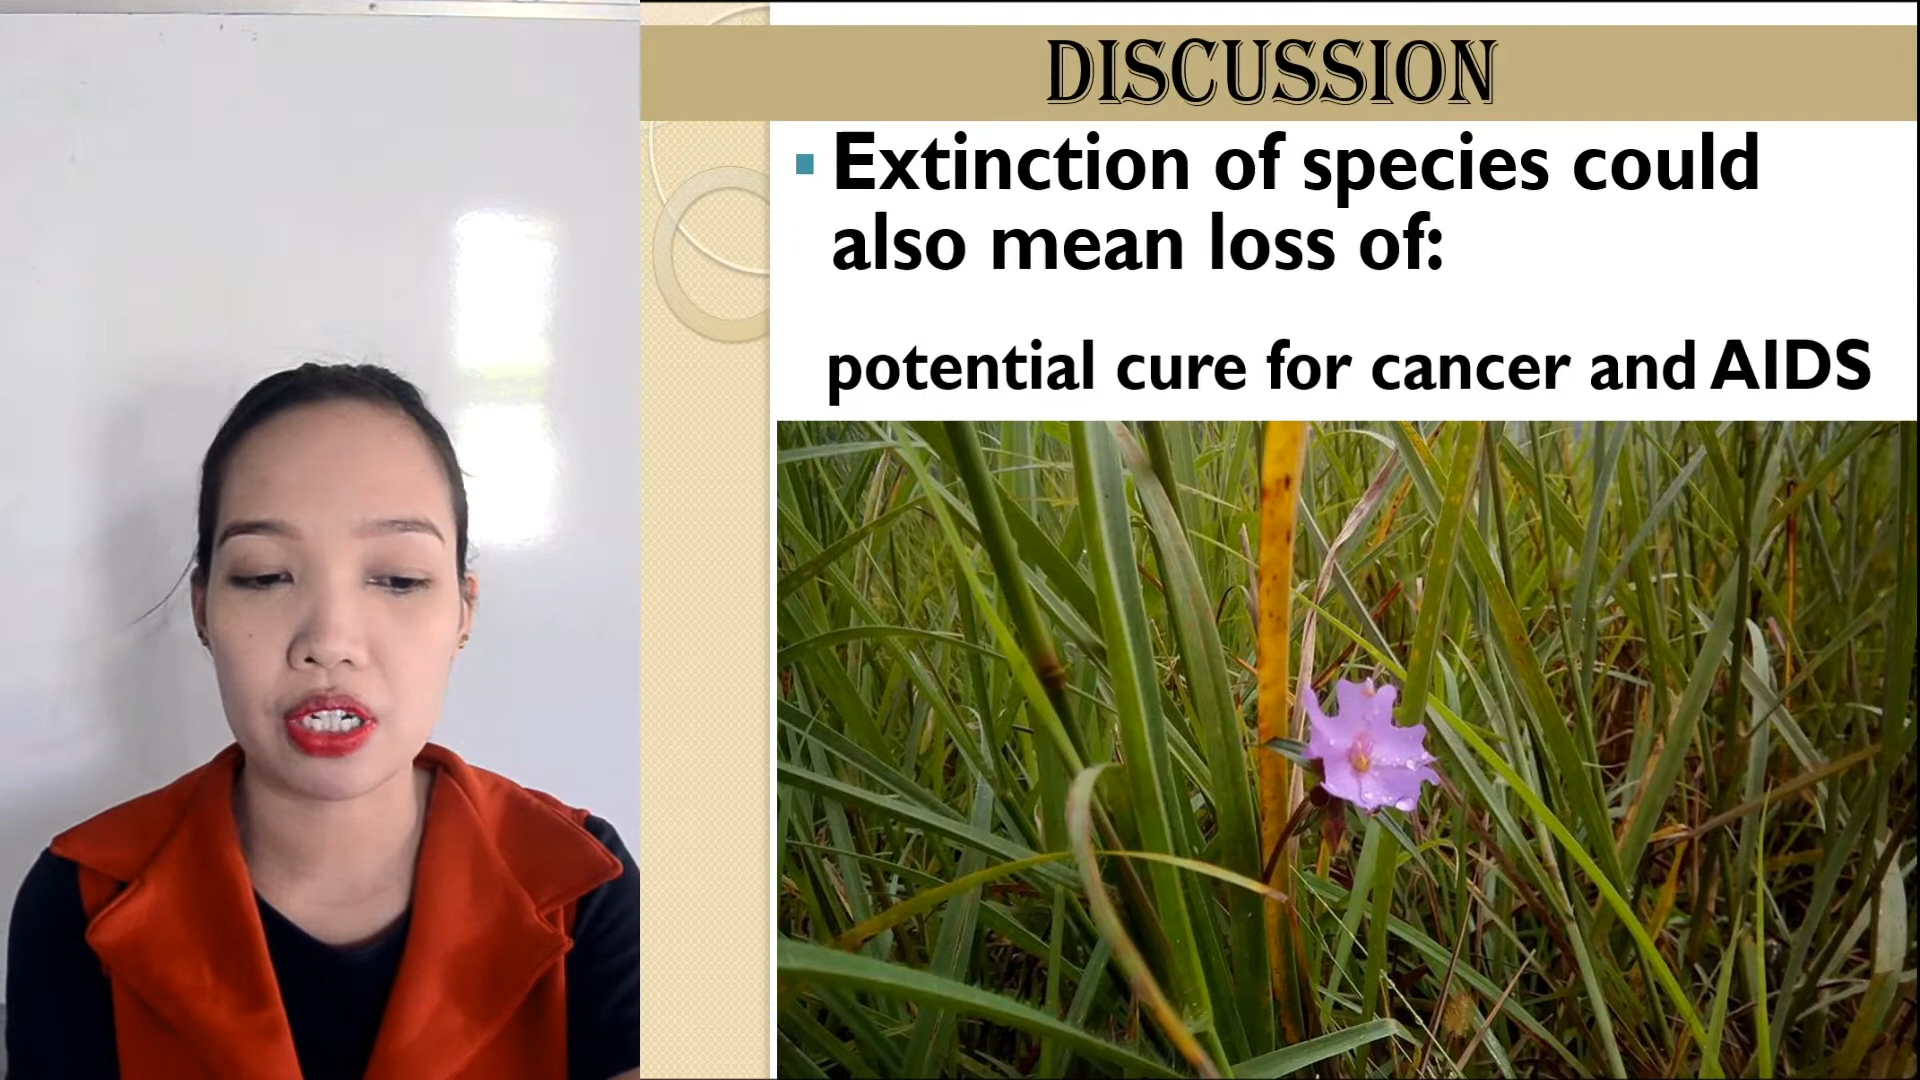 DISCUSSION
Extinction of species could
also mean loss of:
potential cure for cancer and AIDS